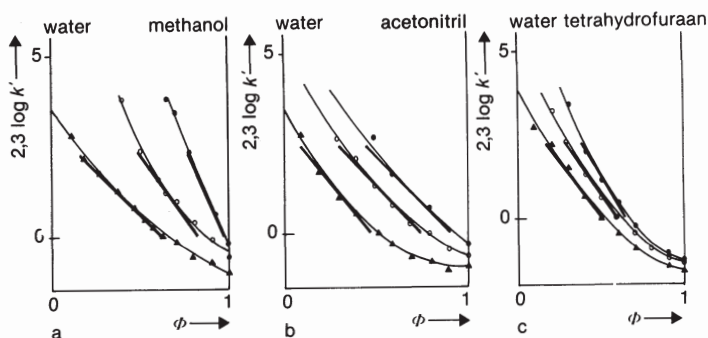 water methanol
5
2,3 log k′
0
0 1
Φ
a
water acetonitril
5
2,3 log k′
0
0 1
Φ
b
water tetrahydrofuraan
5
2,3 log k′
0
0 1
Φ
c